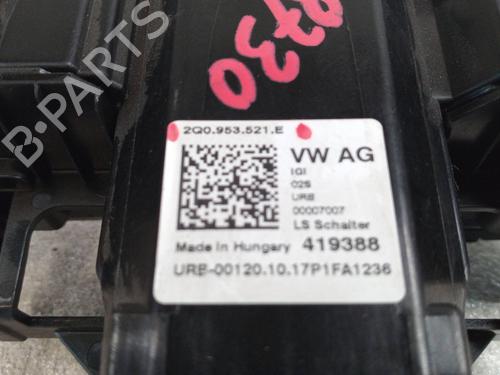 B-PARTS
9730
2Q0.953.521.E
VW AG
IGI
02S
URB
00007007
LS Schalter
Made in Hungary 419388
URB-00120.10.17P1FA1236